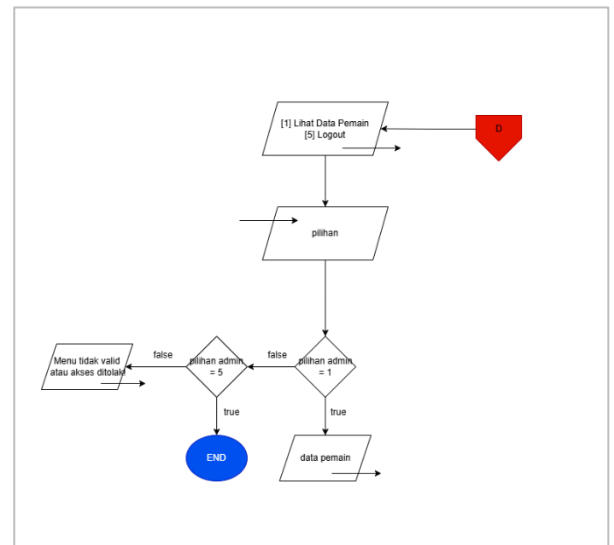 [1] Lihat Data Pemain
[5] Logout
D
pilihan
Menu tidak valid
atau akses ditolak!
false
pilihan admin
= 5
false
pilihan admin
= 1
true
true
END
data pemain